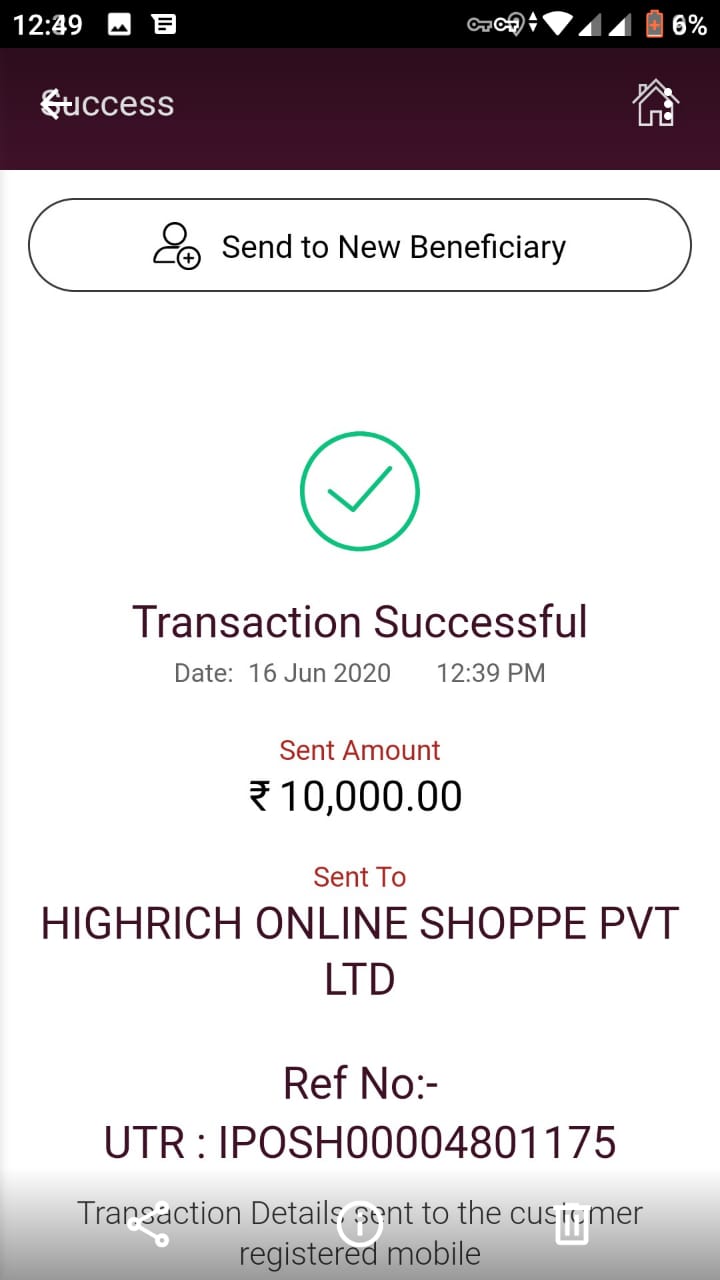 6%
Success
Send to New Beneficiary
Transaction Successful
Date: 16 Jun 2020 12:39 PM
Sent Amount
₹ 10,000.00
Sent To
HIGHRICH ONLINE SHOPPE PVT
LTD
Ref No:-
UTR : IPOSH00004801175
Transaction Details sent to the customer
registered mobile